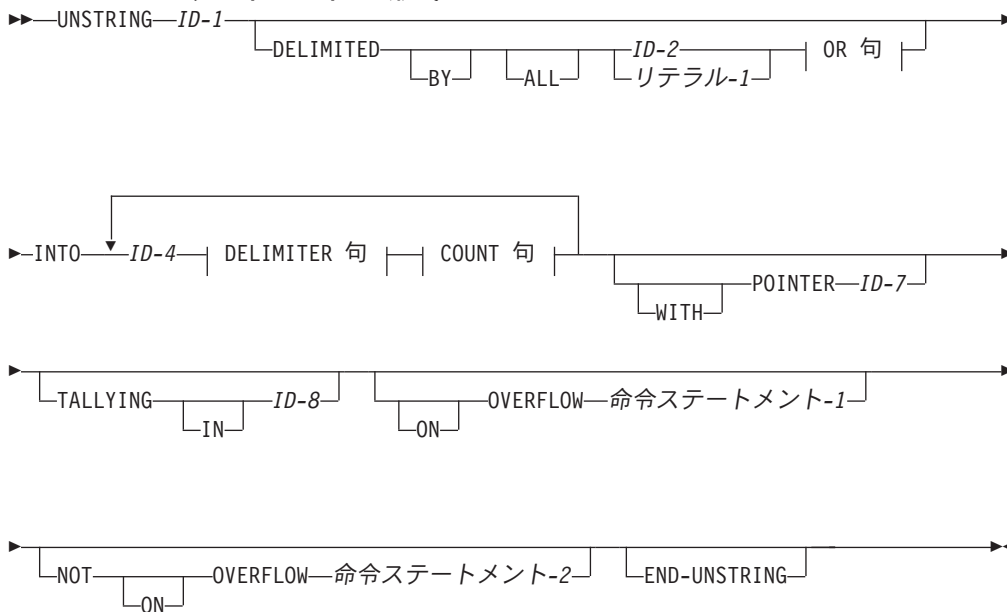 UNSTRING ID-1
DELIMITED BY ALL ID-2 OR 句
リテラル-1
INTO ID-4 DELIMITER 句 COUNT 句
WITH POINTER ID-7
TALLYING IN ID-8 ON OVERFLOW 命令ステートメント-1
NOT ON OVERFLOW 命令ステートメント-2 END-UNSTRING